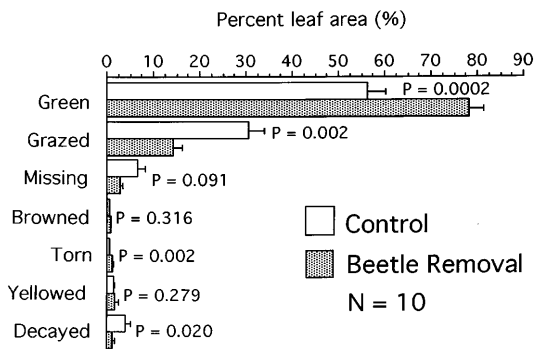 Percent leaf area (%)
0 10 20 30 40 50 60 70 80 90
Green P = 0.0002
Grazed P = 0.002
Missing P = 0.091
Browned P = 0.316
Torn P = 0.002
Yellowed P = 0.279
Decayed P = 0.020
Control
Beetle Removal
N = 10